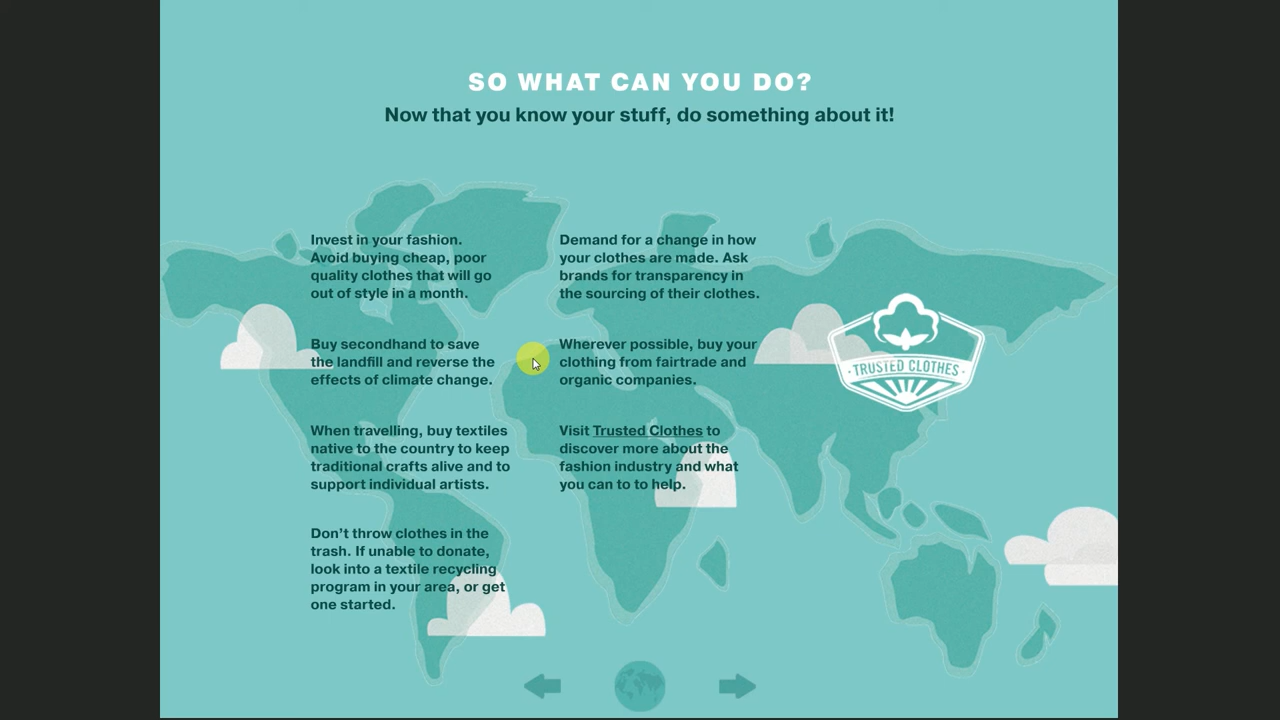 SO WHAT CAN YOU DO?
Now that you know your stuff, do something about it!
Invest in your fashion.
Avoid buying cheap, poor
quality clothes that will go
out of style in a month.
Buy secondhand to save
the landfill and reverse the
effects of climate change.
When travelling, buy textiles
native to the country to keep
traditional crafts alive and to
support individual artists.
Don't throw clothes in the
trash. If unable to donate,
look into a textile recycling
program in your area, or get
one started.
Demand for a change in how
your clothes are made. Ask
brands for transparency in
the sourcing of their clothes.
Wherever possible, buy your
clothing from fairtrade and
organic companies.
Visit Trusted Clothes to
discover more about the
fashion industry and what
you can to to help.
· TRUSTED CLOTHES ·